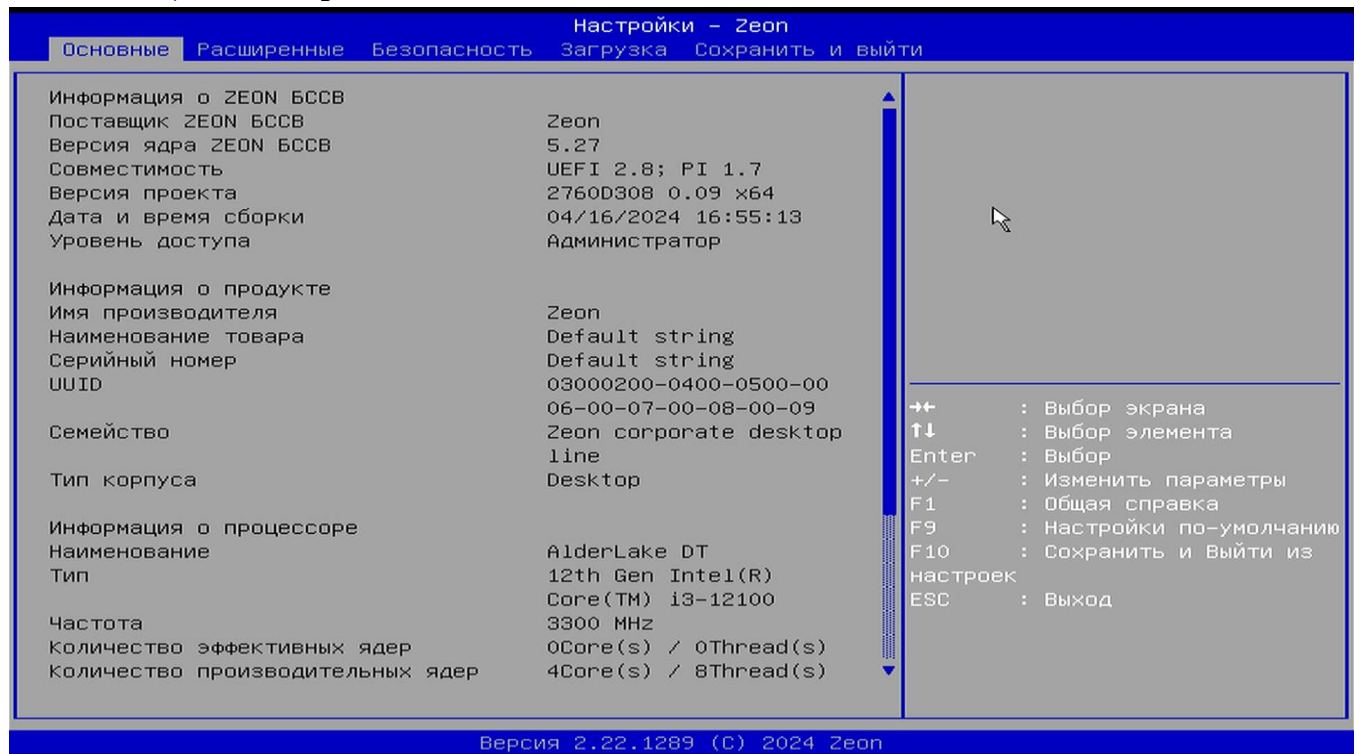 Настройки – Zeon
Основные Расширенные Безопасность Загрузка Сохранить и выйти
Информация о ZEON БССВ
Поставщик ZEON БССВ Zeon
Версия ядра ZEON БССВ 5.27
Совместимость UEFI 2.8; PI 1.7
Версия проекта 2760D308 0.09 x64
Дата и время сборки 04/16/2024 16:55:13
Уровень доступа Администратор
Информация о продукте
Имя производителя Zeon
Наименование товара Default string
Серийный номер Default string
UUID 03000200-0400-0500-00
06-00-07-00-08-00-09
Семейство Zeon corporate desktop
line
Тип корпуса Desktop
Информация о процессоре
Наименование AlderLake DT
Тип 12th Gen Intel(R)
Core(TM) i3-12100
Частота 3300 MHz
Количество эффективных ядер 0Core(s) / 0Thread(s)
Количество производительных ядер 4Core(s) / 8Thread(s)
→← : Выбор экрана
↑↓ : Выбор элемента
Enter : Выбор
+/- : Изменить параметры
F1 : Общая справка
F9 : Настройки по-умолчанию
F10 : Сохранить и Выйти из
настроек
ESC : Выход
Версия 2.22.1289 (C) 2024 Zeon